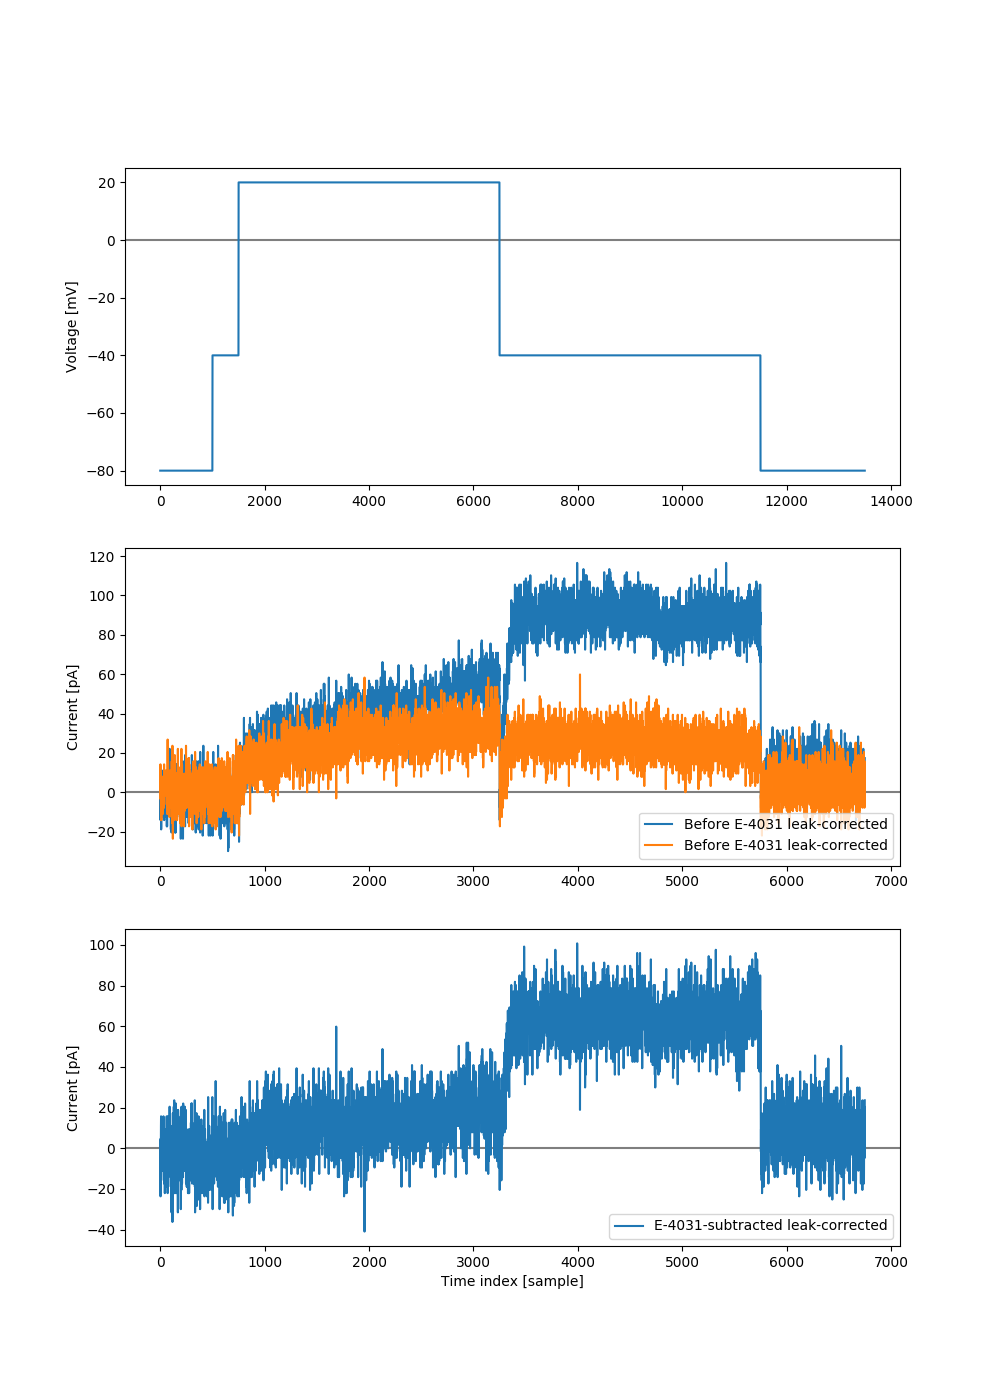 20
0
−20
−40
−60
−80
Voltage [mV]
0 2000 4000 6000 8000 10000 12000 14000
120
100
80
60
40
20
0
−20
Current [pA]
Before E-4031 leak-corrected
Before E-4031 leak-corrected
0 1000 2000 3000 4000 5000 6000 7000
100
80
60
40
20
0
−20
−40
Current [pA]
E-4031-subtracted leak-corrected
0 1000 2000 3000 4000 5000 6000 7000
Time index [sample]